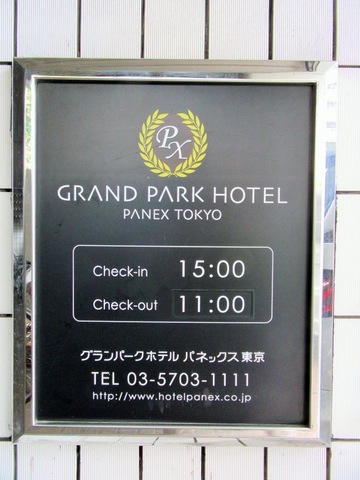 PX
GRAND PARK HOTEL
PANEX TOKYO
Check-in 15:00
Check-out 11:00
グランパークホテル パネックス東京
TEL 03-5703-1111
http://www.hotelpanex.co.jp